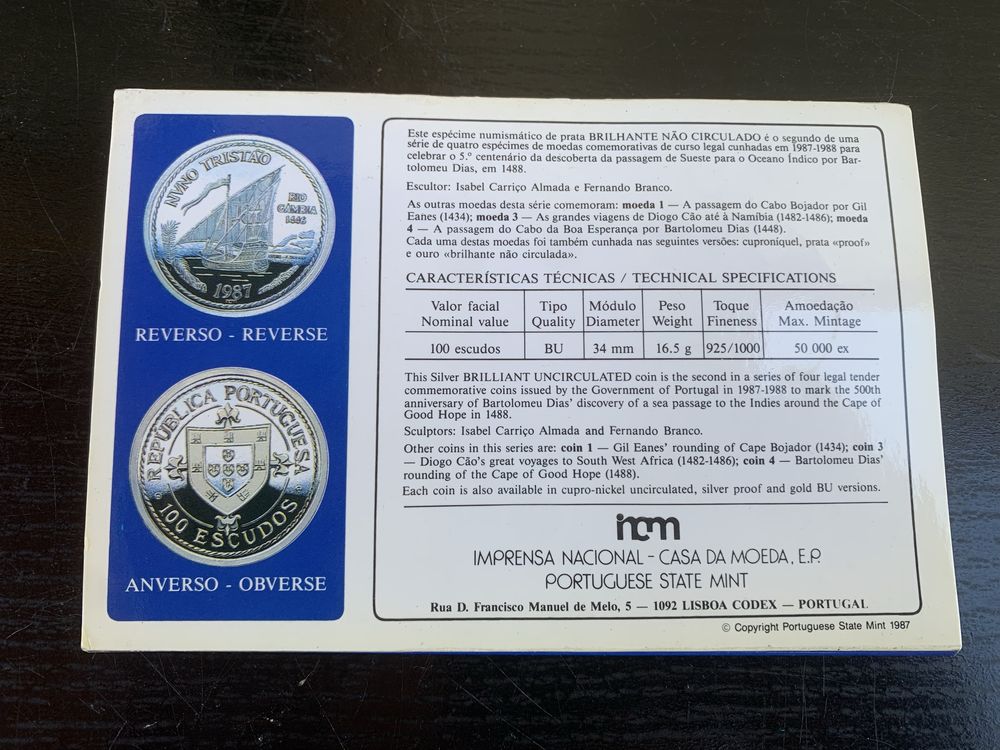 NVNO TRISTÃO
RIO
GÂMBIA
1446
1987
REVERSO - REVERSE
REPÚBLICA PORTUGUESA
100 ESCUDOS
ANVERSO - OBVERSE
Este espécime numismático de prata BRILHANTE NÃO CIRCULADO é o segundo de uma
série de quatro espécimes de moedas comemorativas de curso legal cunhadas em 1987-1988 para
celebrar o 5.º centenário da descoberta da passagem de Sueste para o Oceano Índico por Bar-
tolomeu Dias, em 1488.
Escultor: Isabel Carriço Almada e Fernando Branco.
As outras moedas desta série comemoram: moeda 1 — A passagem do Cabo Bojador por Gil
Eanes (1434); moeda 3 — As grandes viagens de Diogo Cão até à Namíbia (1482-1486); moeda
4 — A passagem do Cabo da Boa Esperança por Bartolomeu Dias (1448).
Cada uma destas moedas foi também cunhada nas seguintes versões: cuproníquel, prata «proof»
e ouro «brilhante não circulada».
CARACTERÍSTICAS TÉCNICAS / TECHNICAL SPECIFICATIONS
Valor facial Tipo Módulo Peso Toque Amoedação
Nominal value Quality Diameter Weight Fineness Max. Mintage
100 escudos BU 34 mm 16.5 g 925/1000 50 000 ex
This Silver BRILLIANT UNCIRCULATED coin is the second in a series of four legal tender
commemorative coins issued by the Government of Portugal in 1987-1988 to mark the 500th
anniversary of Bartolomeu Dias' discovery of a sea passage to the Indies around the Cape of
Good Hope in 1488.
Sculptors: Isabel Carriço Almada and Fernando Branco.
Other coins in this series are: coin 1 — Gil Eanes' rounding of Cape Bojador (1434); coin 3
— Diogo Cão's great voyages to South West Africa (1482-1486); coin 4 — Bartolomeu Dias'
rounding of the Cape of Good Hope (1488).
Each coin is also available in cupro-nickel uncirculated, silver proof and gold BU versions.
incm
IMPRENSA NACIONAL - CASA DA MOEDA, E.P.
PORTUGUESE STATE MINT
Rua D. Francisco Manuel de Melo, 5 — 1092 LISBOA CODEX — PORTUGAL
© Copyright Portuguese State Mint 1987